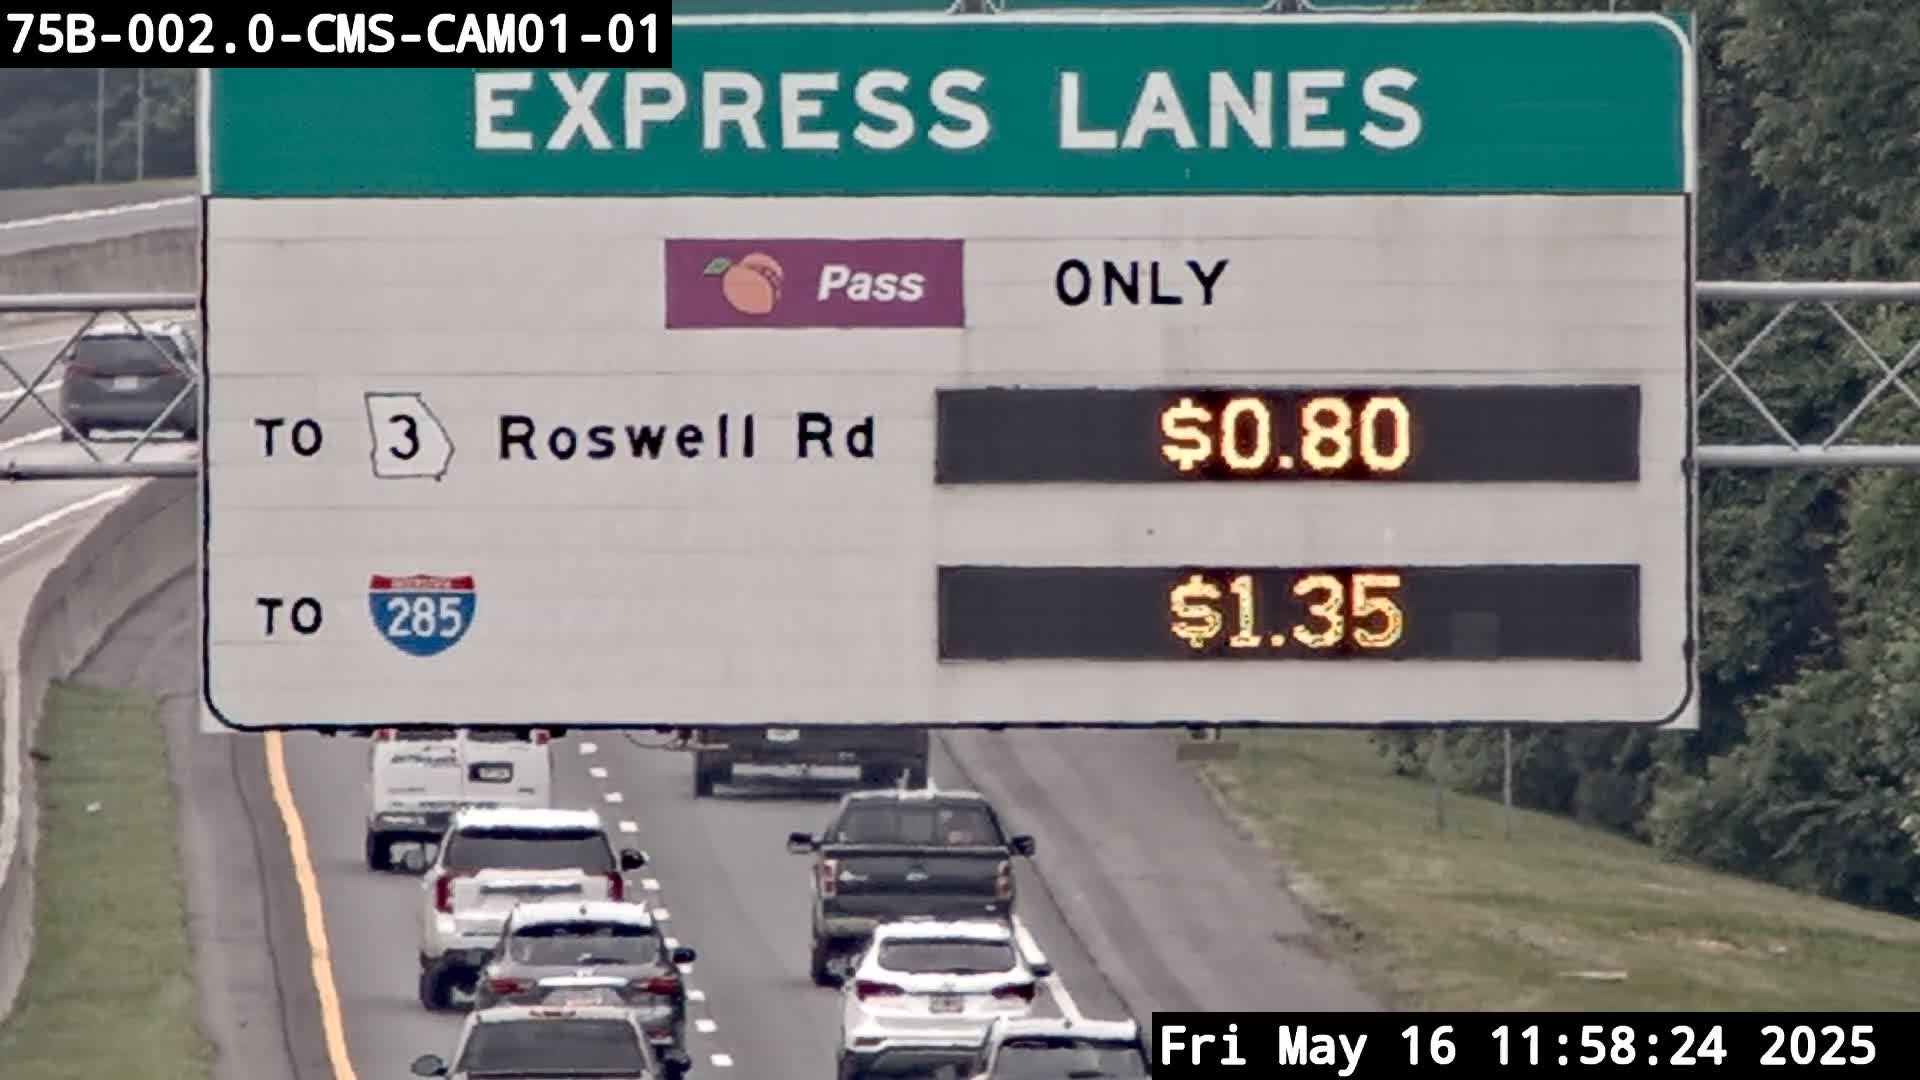 75B-002.0-CMS-CAM01-01
EXPRESS LANES
Pass ONLY
TO 3 Roswell Rd $0.80
TO 285 $1.35
Fri May 16 11:58:24 2025